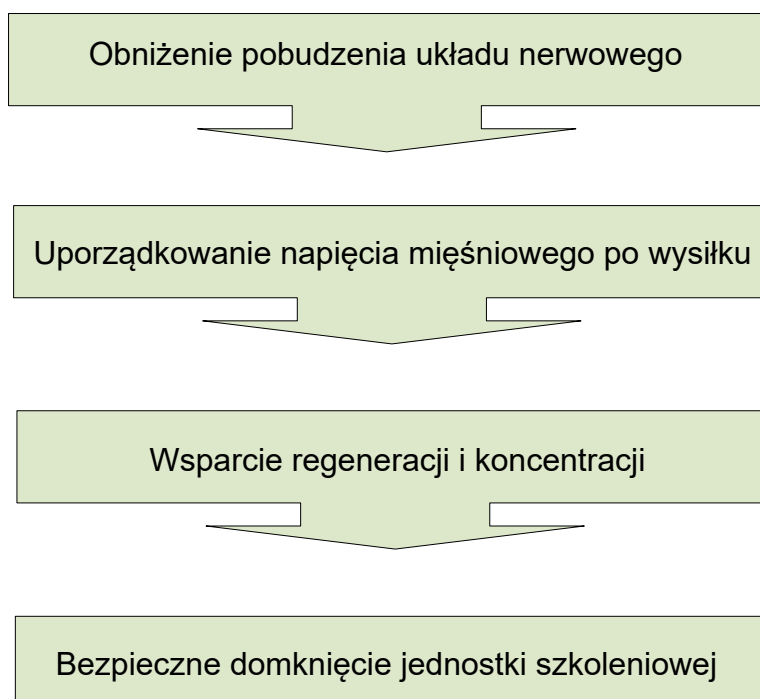 Obniżenie pobudzenia układu nerwowego
Uporządkowanie napięcia mięśniowego po wysiłku
Wsparcie regeneracji i koncentracji
Bezpieczne domknięcie jednostki szkoleniowej